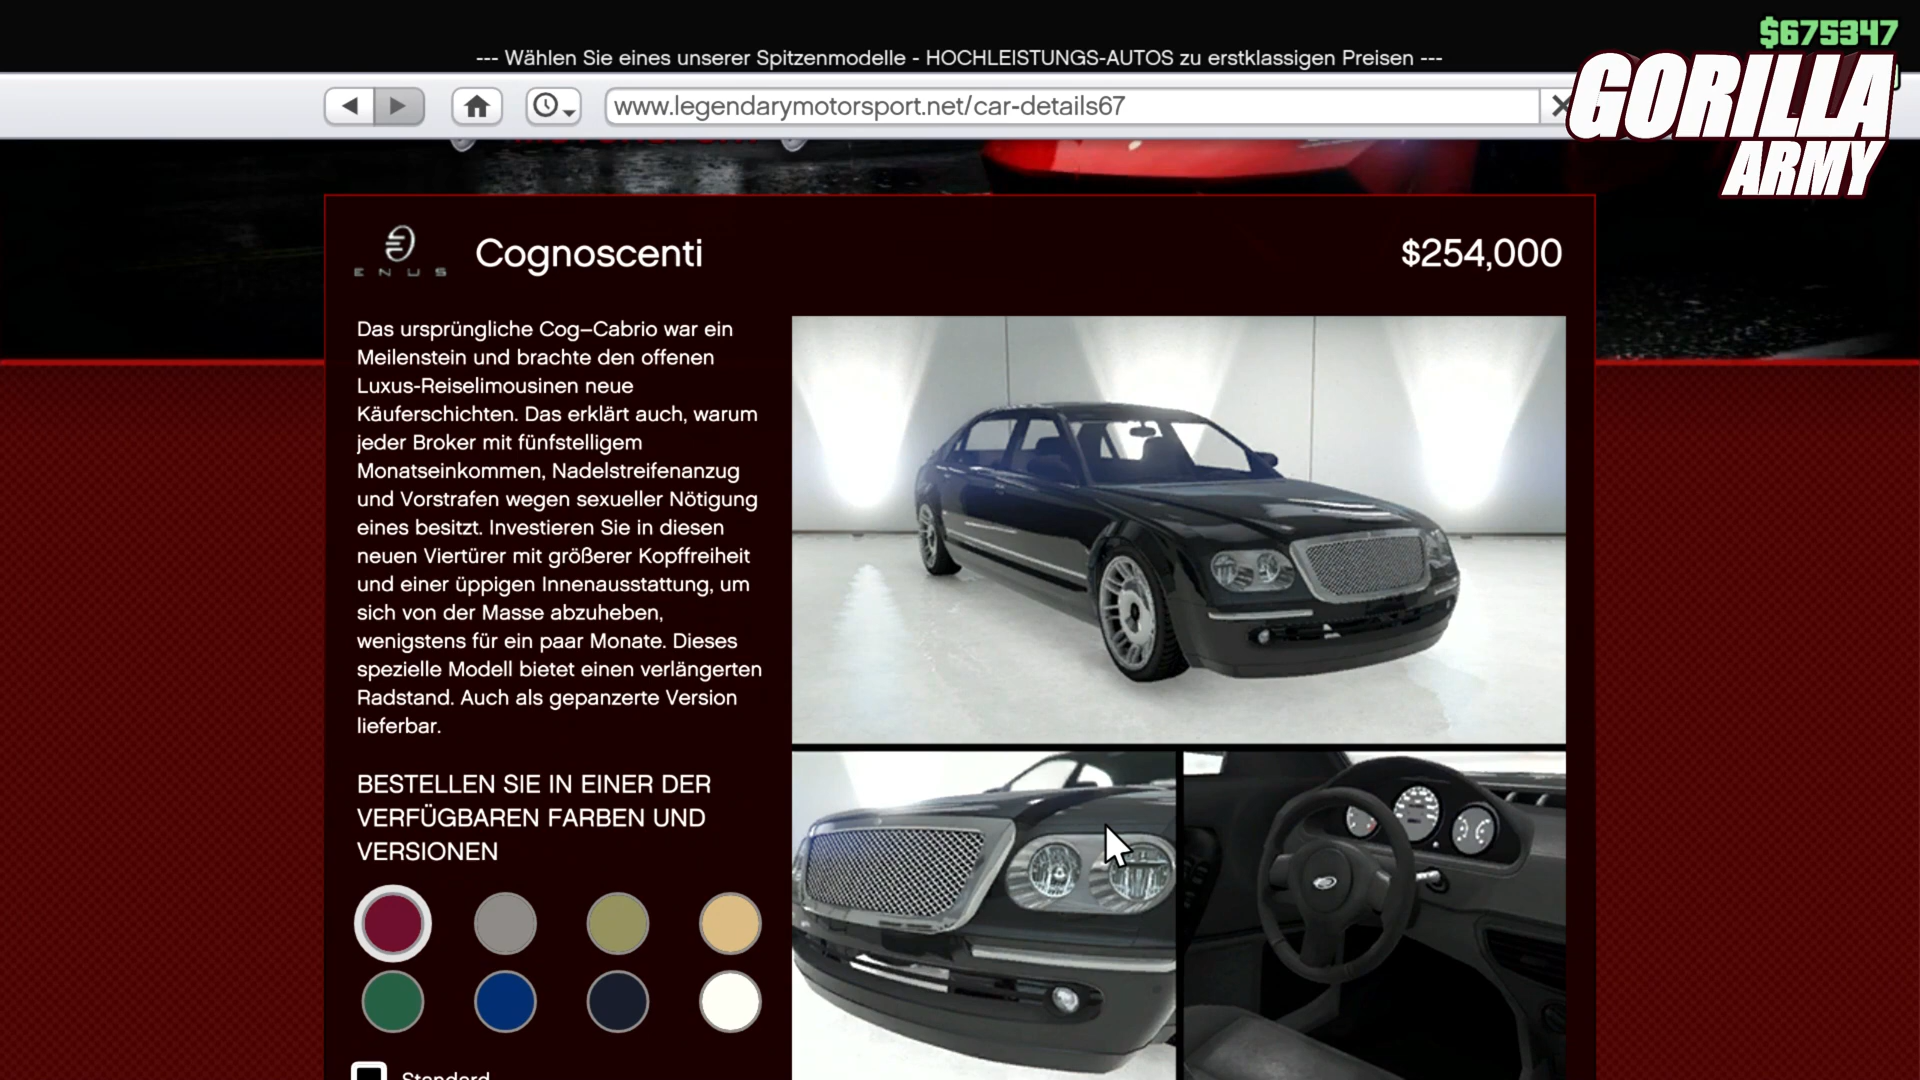 $675347
--- Wählen Sie eines unserer Spitzenmodelle - HOCHLEISTUNGS-AUTOS zu erstklassigen Preisen ---
www.legendarymotorsport.net/car-details67
GORILLA
ARMY
ENUS
Cognoscenti
$254,000
Das ursprüngliche Cog–Cabrio war ein
Meilenstein und brachte den offenen
Luxus-Reiselimousinen neue
Käuferschichten. Das erklärt auch, warum
jeder Broker mit fünfstelligem
Monatseinkommen, Nadelstreifenanzug
und Vorstrafen wegen sexueller Nötigung
eines besitzt. Investieren Sie in diesen
neuen Viertürer mit größerer Kopffreiheit
und einer üppigen Innenausstattung, um
sich von der Masse abzuheben,
wenigstens für ein paar Monate. Dieses
spezielle Modell bietet einen verlängerten
Radstand. Auch als gepanzerte Version
lieferbar.
BESTELLEN SIE IN EINER DER
VERFÜGBAREN FARBEN UND
VERSIONEN
Standard